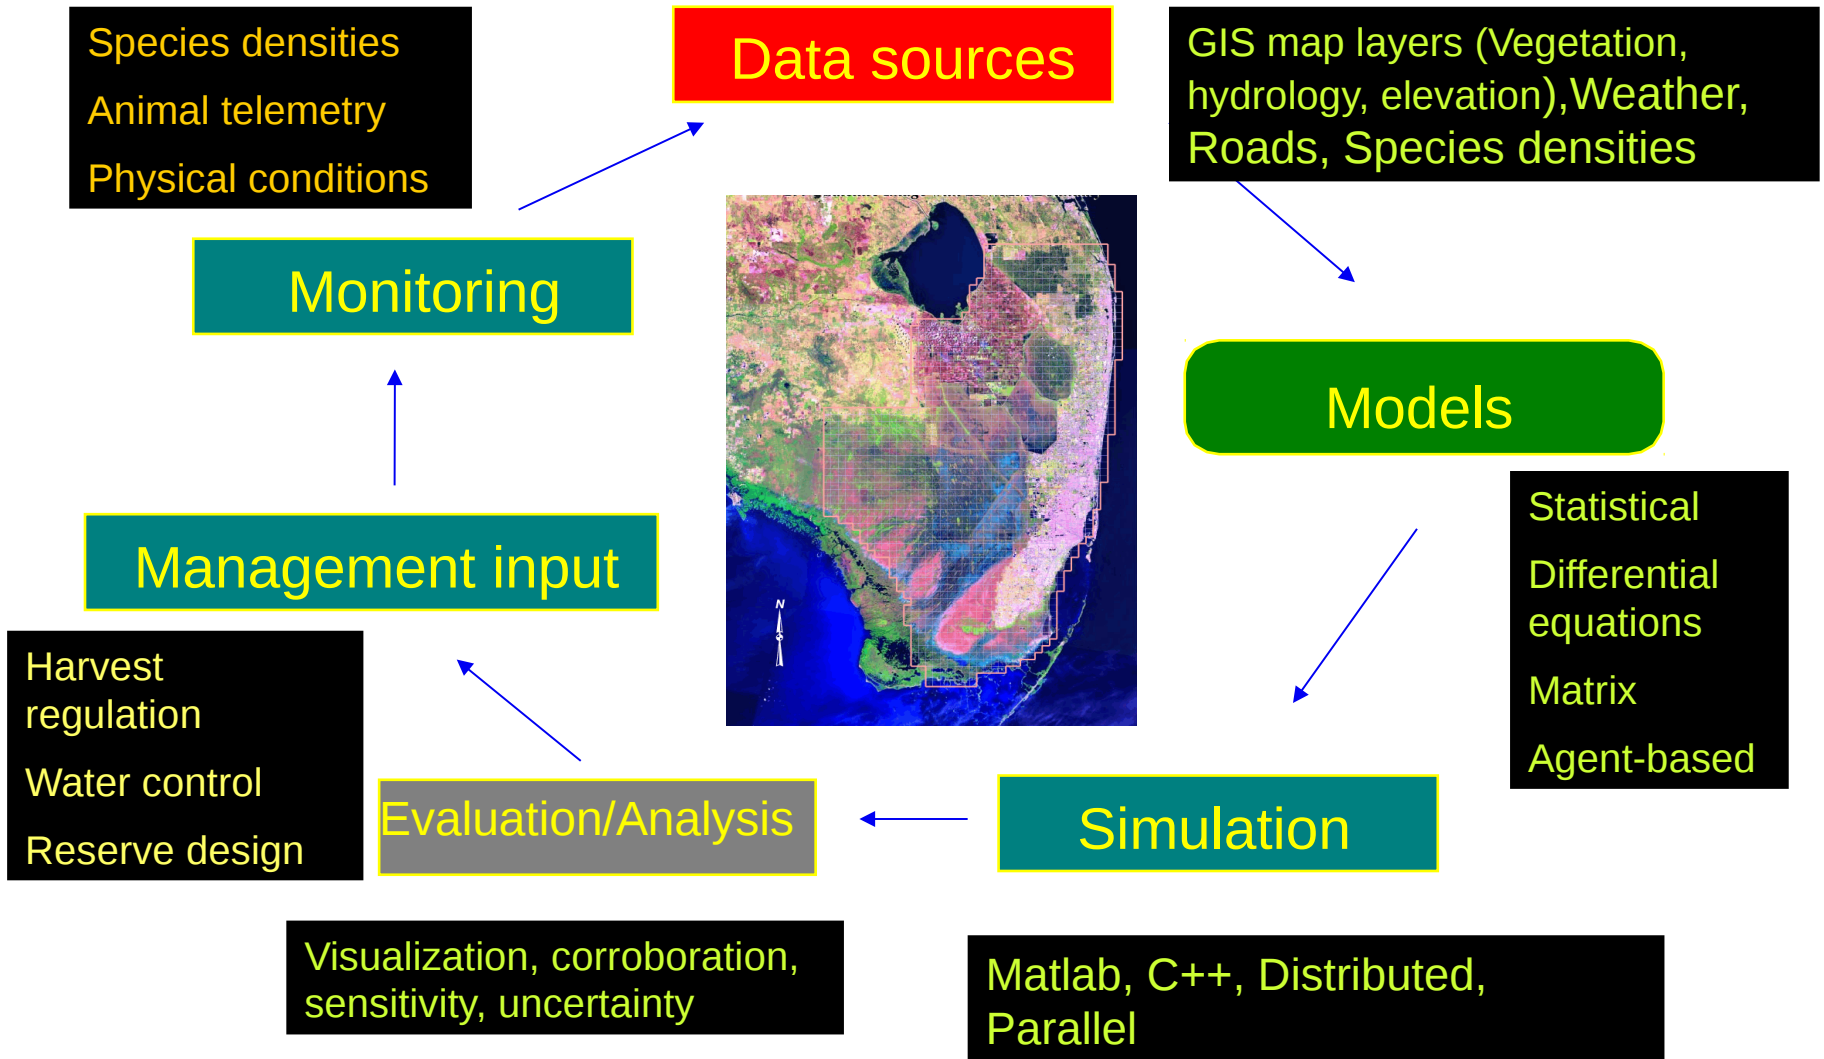 Species densities
Animal telemetry
Physical conditions
Data sources
GIS map layers (Vegetation,
hydrology, elevation),Weather,
Roads, Species densities
Monitoring
Models
Statistical
Differential
equations
Matrix
Agent-based
Management input
N
Harvest
regulation
Water control
Reserve design
Evaluation/Analysis
Simulation
Visualization, corroboration,
sensitivity, uncertainty
Matlab, C++, Distributed,
Parallel